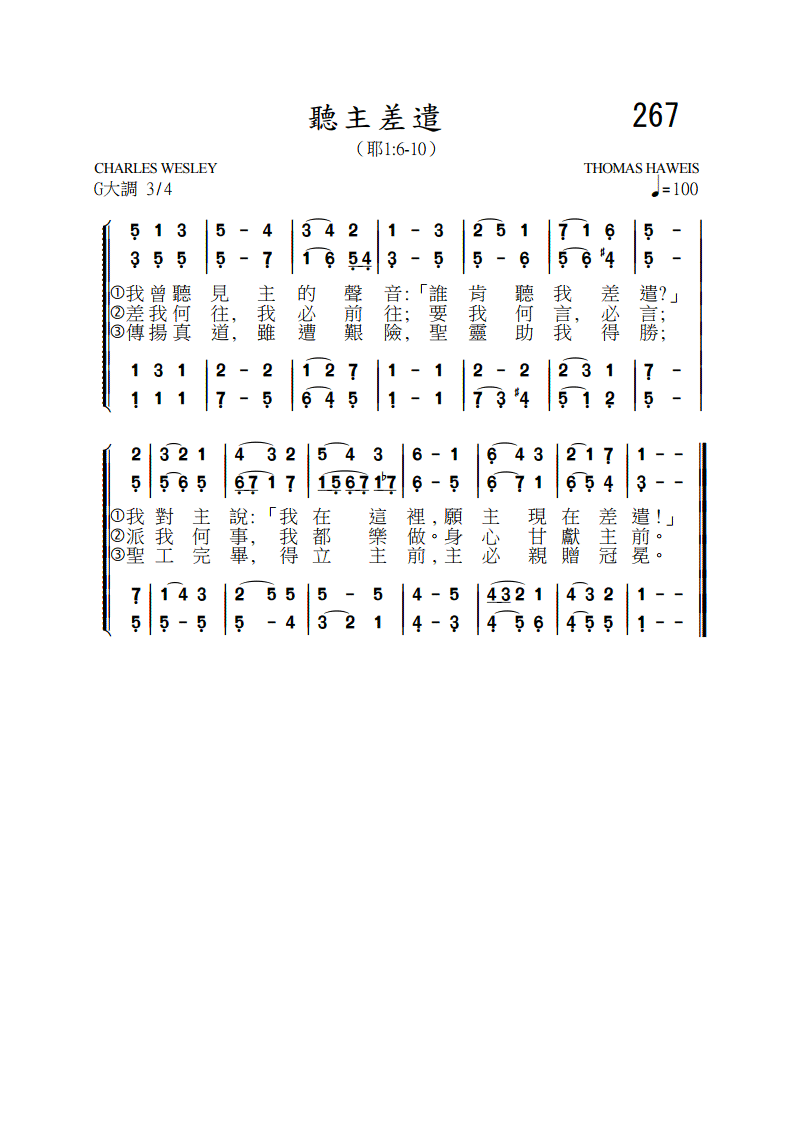 聽主差遣
267
（耶1:6-10）
CHARLES WESLEY
THOMAS HAWEIS
G大調 3/4
♩=100
5̣ 1 3 | 5 - 4 | 3 4 2 | 1 - 3 | 2 5 1 | 7̣ 1 6̣ | 5̣ -
3̣ 5̣ 5̣ | 5̣ - 7̣ | 1 6̣ 5̣ 4̣ | 3̣ - 5̣ | 5̣ - 6̣ | 5̣ 6̣ ♯4̣ | 5̣ -
①我曾聽見主的聲音:「誰肯聽我差遣?」
②差我何往, 我必前往; 要我何言, 必言;
③傳揚真道, 雖遭艱險, 聖靈助我得勝;
1 3 1 | 2 - 2 | 1 2 7̣ | 1 - 1 | 2 - 2 | 2 3 1 | 7̣ -
1̣ 1 1 | 7̣ - 5̣ | 6̣ 4̣ 5̣ | 1̣ - 1 | 7̣ 3̣ ♯4̣ | 5̣ 1̣ 2̣ | 5̣ -
2 | 3 2 1 | 4 3 2 | 5 4 3 | 6 - 1 | 6̣ 4 3 | 2 1 7̣ | 1 - -
5̣ | 5̣ 6̣ 5̣ | 6̣ 7̣ 1 7̣ | 1 5̣ 6̣ 7̣ 1 ♭7̣ | 6̣ - 5̣ | 6̣ 7̣ 1 | 6̣ 5̣ 4̣ | 3̣ - -
①我對主說:「我在這裡, 願主現在差遣!」
②派我何事, 我都樂做。身心甘獻主前。
③聖工完畢, 得立主前, 主必親贈冠冕。
7̣ | 1 4 3 | 2 5 5 | 5 - 5 | 4 - 5 | 4 3 2 1 | 4 3 2 | 1 - -
5̣ | 5̣ - 5̣ | 5̣ - 4 | 3 2 1 | 4̣ - 3̣ | 4̣ 5̣ 6̣ | 4̣ 5̣ 5̣ | 1̣ - -